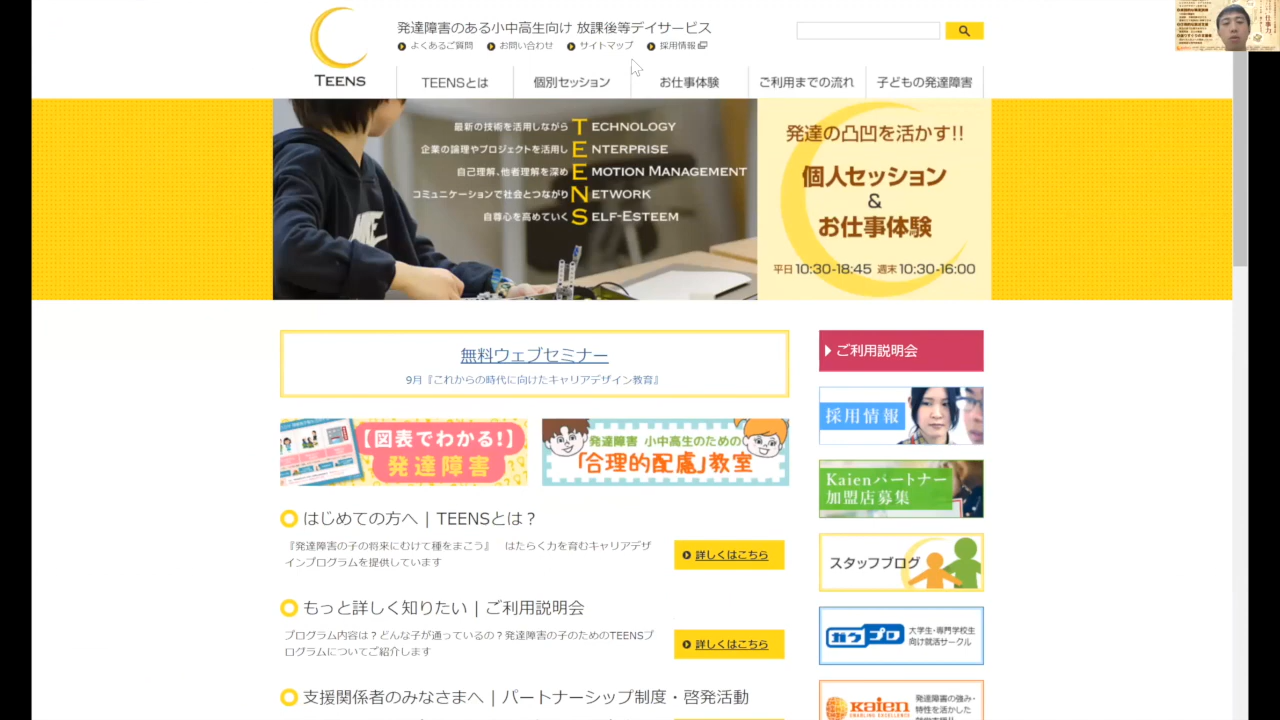 発達障害のある小中高生向け 放課後等デイサービス
よくあるご質問
お問い合わせ
サイトマップ
採用情報
TEENS
TEENSとは
個別セッション
お仕事体験
ご利用までの流れ
子どもの発達障害
最新の技術を活用しながら TECHNOLOGY
企業の論理やプロジェクトを活用し ENTERPRISE
自己理解、他者理解を深め EMOTION MANAGEMENT
コミュニケーションで社会とつながり NETWORK
自尊心を高めていく SELF-ESTEEM
発達の凸凹を活かす!!
個人セッション
&
お仕事体験
平日 10:30-18:45 週末 10:30-16:00
無料ウェブセミナー
9月『これからの時代に向けたキャリアデザイン教育』
【図表でわかる!】
発達障害
発達障害 小中高生のための
「合理的配慮」教室
はじめての方へ | TEENSとは?
『発達障害の子の将来にむけて種をまこう』 はたらく力を育むキャリアデザ
インプログラムを提供しています
詳しくはこちら
もっと詳しく知りたい | ご利用説明会
プログラム内容は?どんな子が通っているの?発達障害の子のためのTEENSプ
ログラムについてご紹介します
詳しくはこちら
支援関係者のみなさまへ | パートナーシップ制度・啓発活動
ご利用説明会
採用情報
Kaienパートナー
加盟店募集
スタッフブログ
ガクプロ
大学生・専門学校生
向け就活サークル
kaien
ENABLING EXCELLENCE
発達障害の強み・
特性を活かした